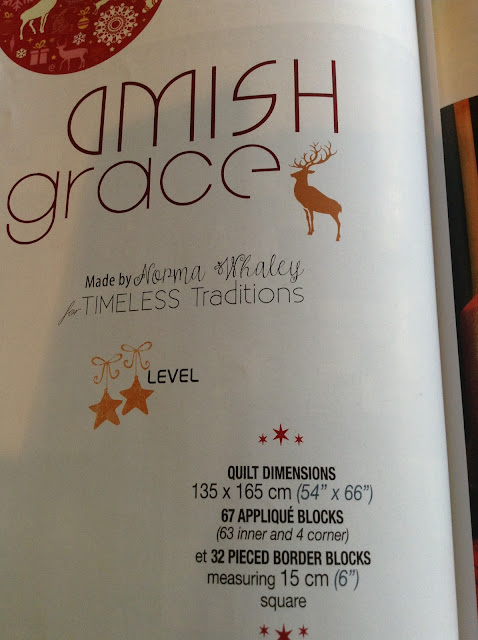 amish
grace
Made by Norma Whaley
for TIMELESS Traditions
LEVEL
QUILT DIMENSIONS
135 x 165 cm (54" x 66")
67 APPLIQUÉ BLOCKS
(63 inner and 4 corner)
et 32 PIECED BORDER BLOCKS
measuring 15 cm (6")
square